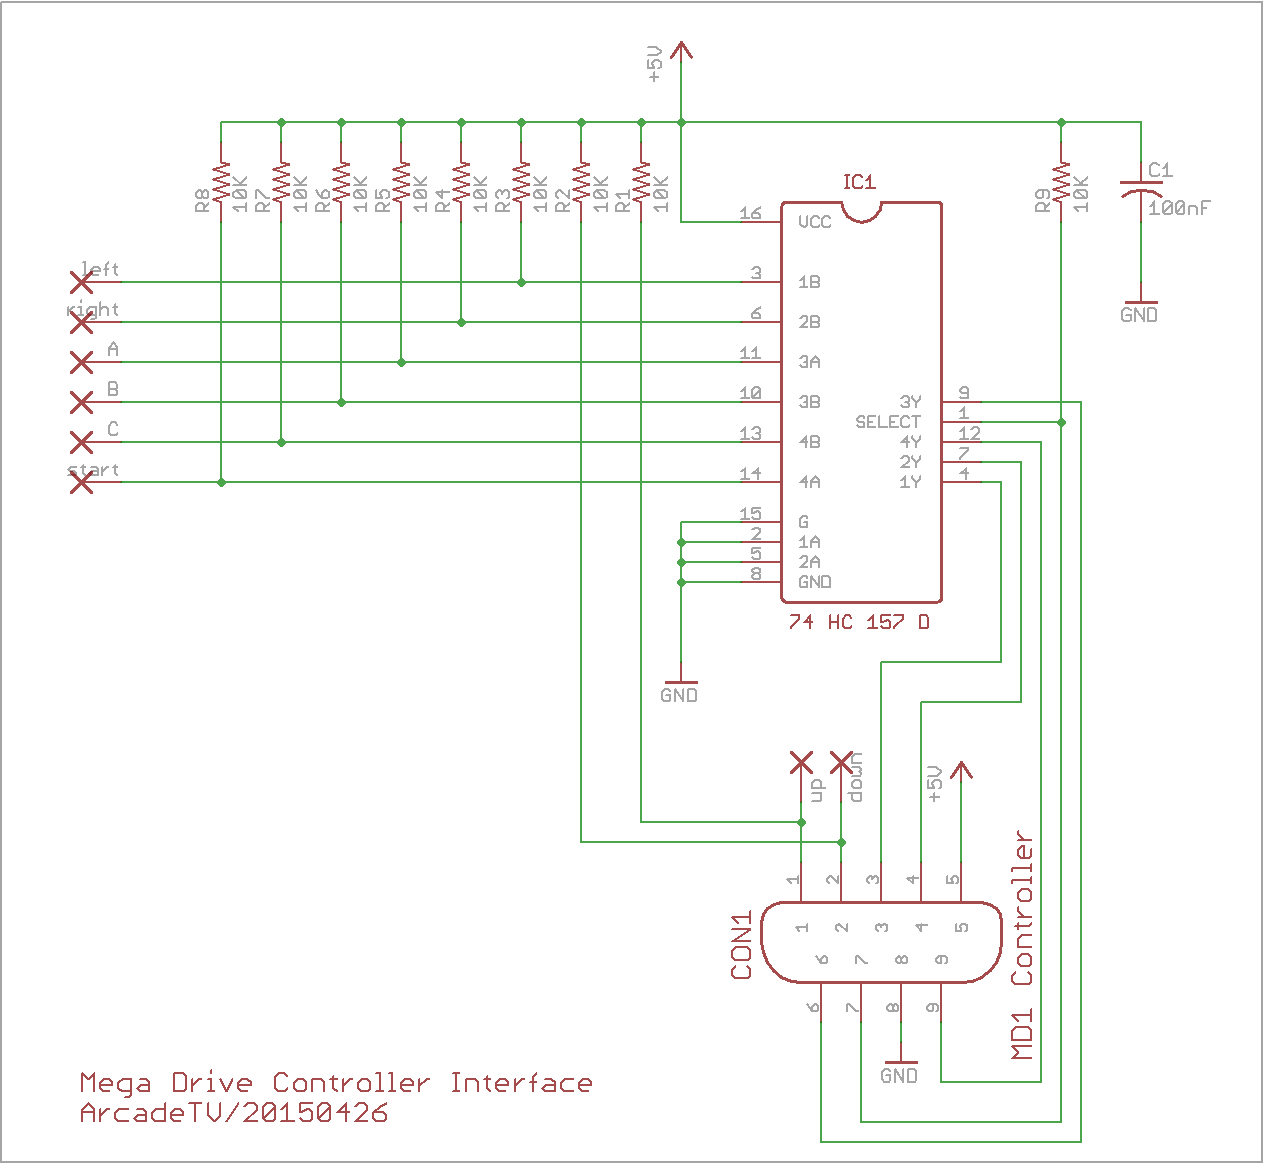 +5V
R8 10K
R7 10K
R6 10K
R5 10K
R4 10K
R3 10K
R2 10K
R1 10K
R9 10K
C1
100nF
GND
IC1
16 VCC
left 3 1B
right 6 2B
A 11 3A
B 10 3B
C 13 4B
start 14 4A
15 G
2 1A
5 2A
8 GND
3Y 9
SELECT 1
4Y 12
2Y 7
1Y 4
74 HC 157 D
GND
up
down
+5V
1 2 3 4 5
1 2 3 4 5
6 7 8 9
6 7 8 9
CON1
MD1 Controller
GND
Mega Drive Controller Interface
ArcadeTV/20150426